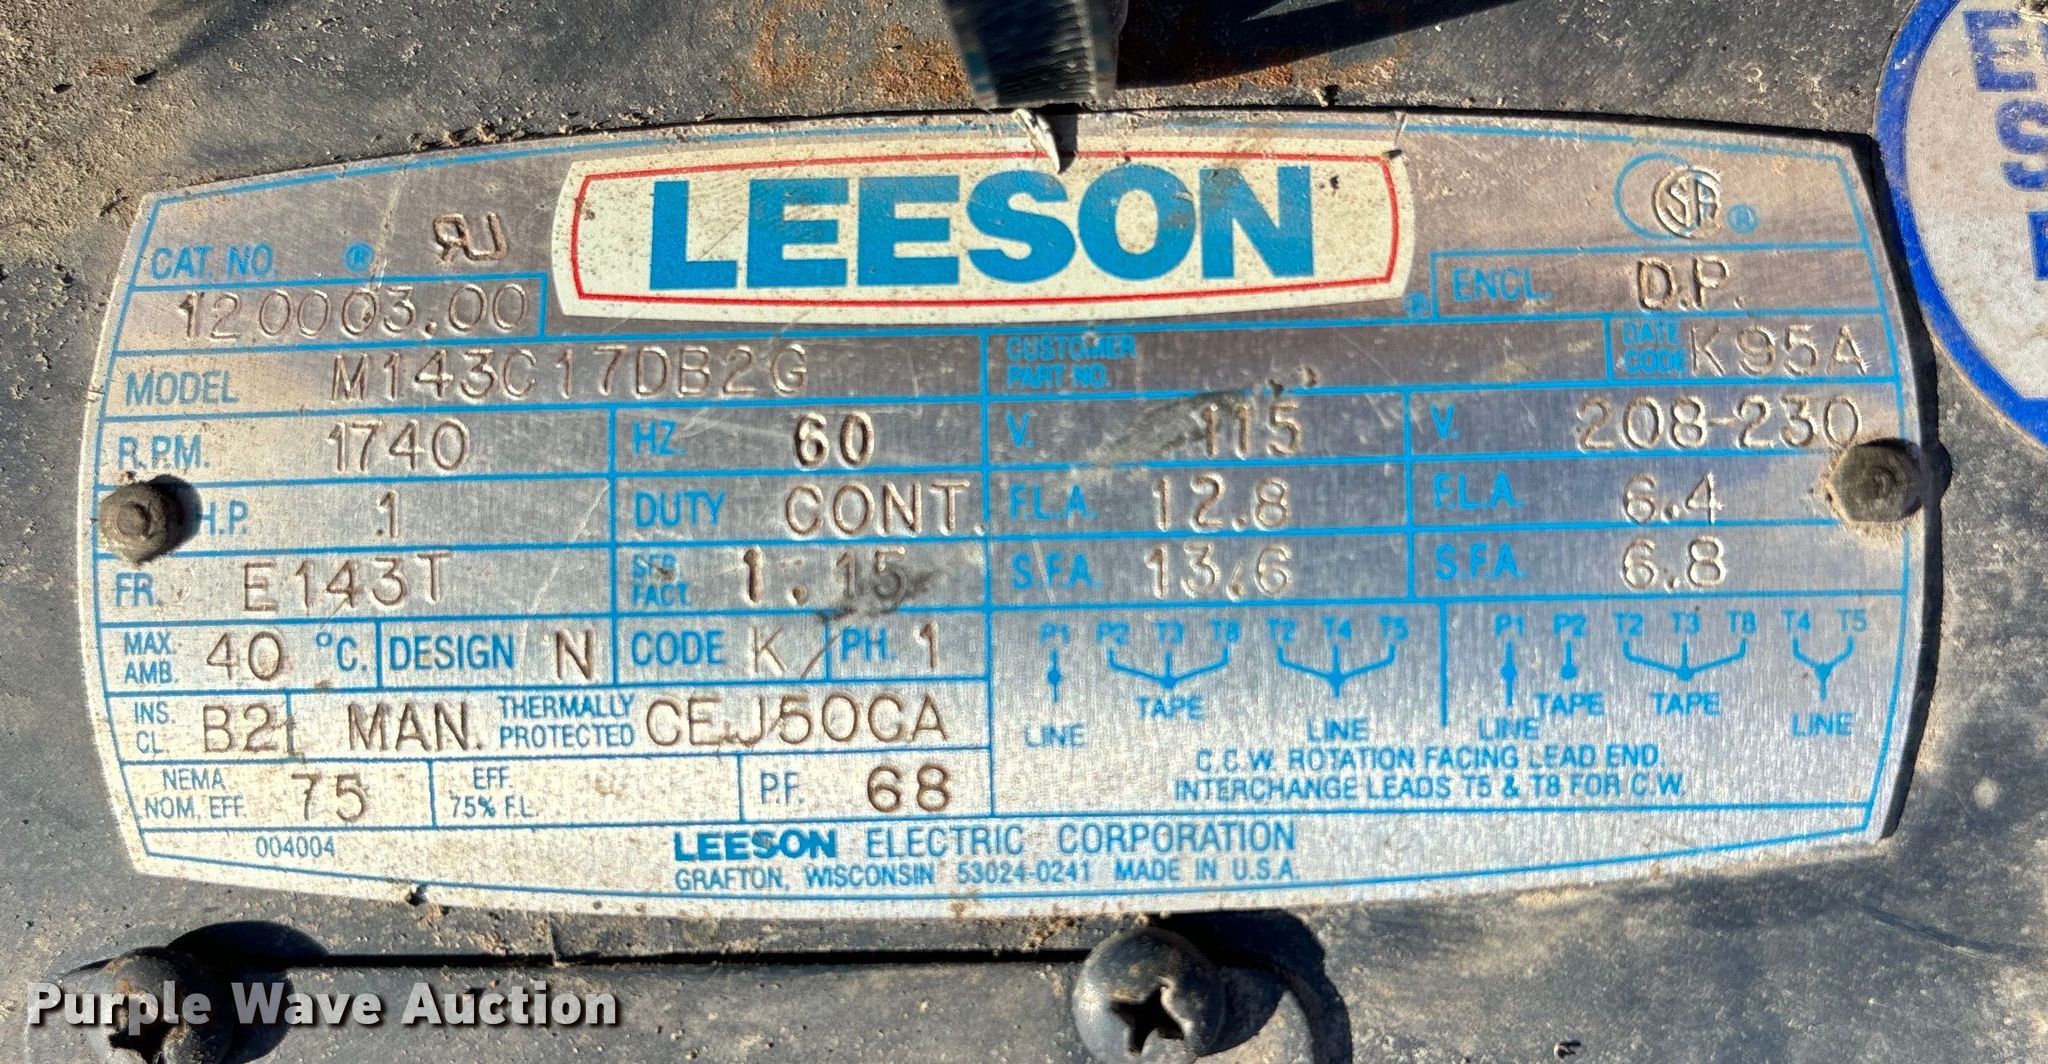 LEESON
®
CAT. NO. ® UR
120003.00
CSA ®
ENCL. D.P.
MODEL M143C17DB2G
CUSTOMER PART NO.
DATE CODE K95A
R.P.M. 1740 HZ. 60 V. 115 V. 208-230
H.P. 1 DUTY CONT. F.L.A. 12.8 F.L.A. 6.4
FR. E143T SER. FACT. 1.15 S.F.A. 13.6 S.F.A. 6.8
MAX. AMB. 40 °C. DESIGN N CODE K PH. 1
INS. CL. B2 MAN. THERMALLY PROTECTED CEJ50CA
NEMA NOM. EFF. 75 EFF. 75% F.L. P.F. 68
P1 P2 T3 T8 T2 T4 T5 P1 P2 T2 T3 T8 T4 T5
LINE TAPE LINE LINE TAPE TAPE LINE
C.C.W. ROTATION FACING LEAD END.
INTERCHANGE LEADS T5 & T8 FOR C.W.
004004
LEESON ELECTRIC CORPORATION
GRAFTON, WISCONSIN 53024-0241 MADE IN U.S.A.
Purple Wave Auction